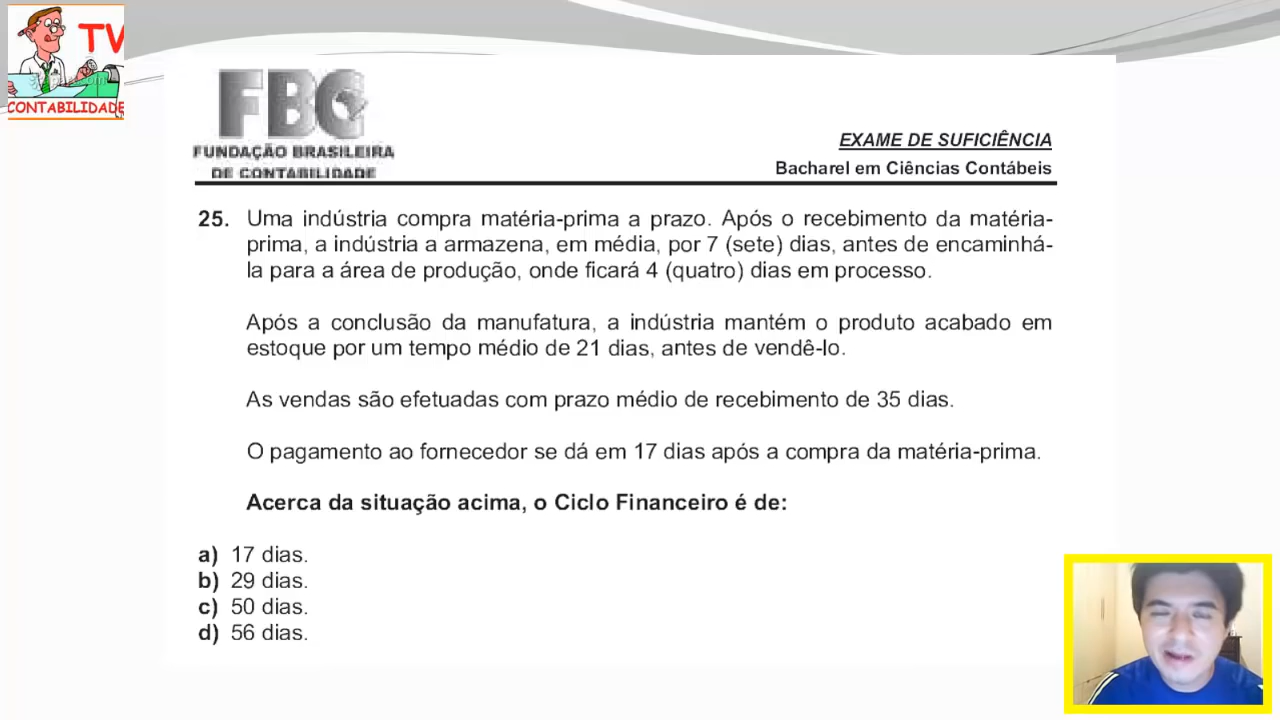 TV
CONTABILIDADE
FBC
FUNDAÇÃO BRASILEIRA
DE CONTABILIDADE
EXAME DE SUFICIÊNCIA
Bacharel em Ciências Contábeis
25. Uma indústria compra matéria-prima a prazo. Após o recebimento da matéria-
prima, a indústria a armazena, em média, por 7 (sete) dias, antes de encaminhá-
la para a área de produção, onde ficará 4 (quatro) dias em processo.
Após a conclusão da manufatura, a indústria mantém o produto acabado em
estoque por um tempo médio de 21 dias, antes de vendê-lo.
As vendas são efetuadas com prazo médio de recebimento de 35 dias.
O pagamento ao fornecedor se dá em 17 dias após a compra da matéria-prima.
Acerca da situação acima, o Ciclo Financeiro é de:
a) 17 dias.
b) 29 dias.
c) 50 dias.
d) 56 dias.